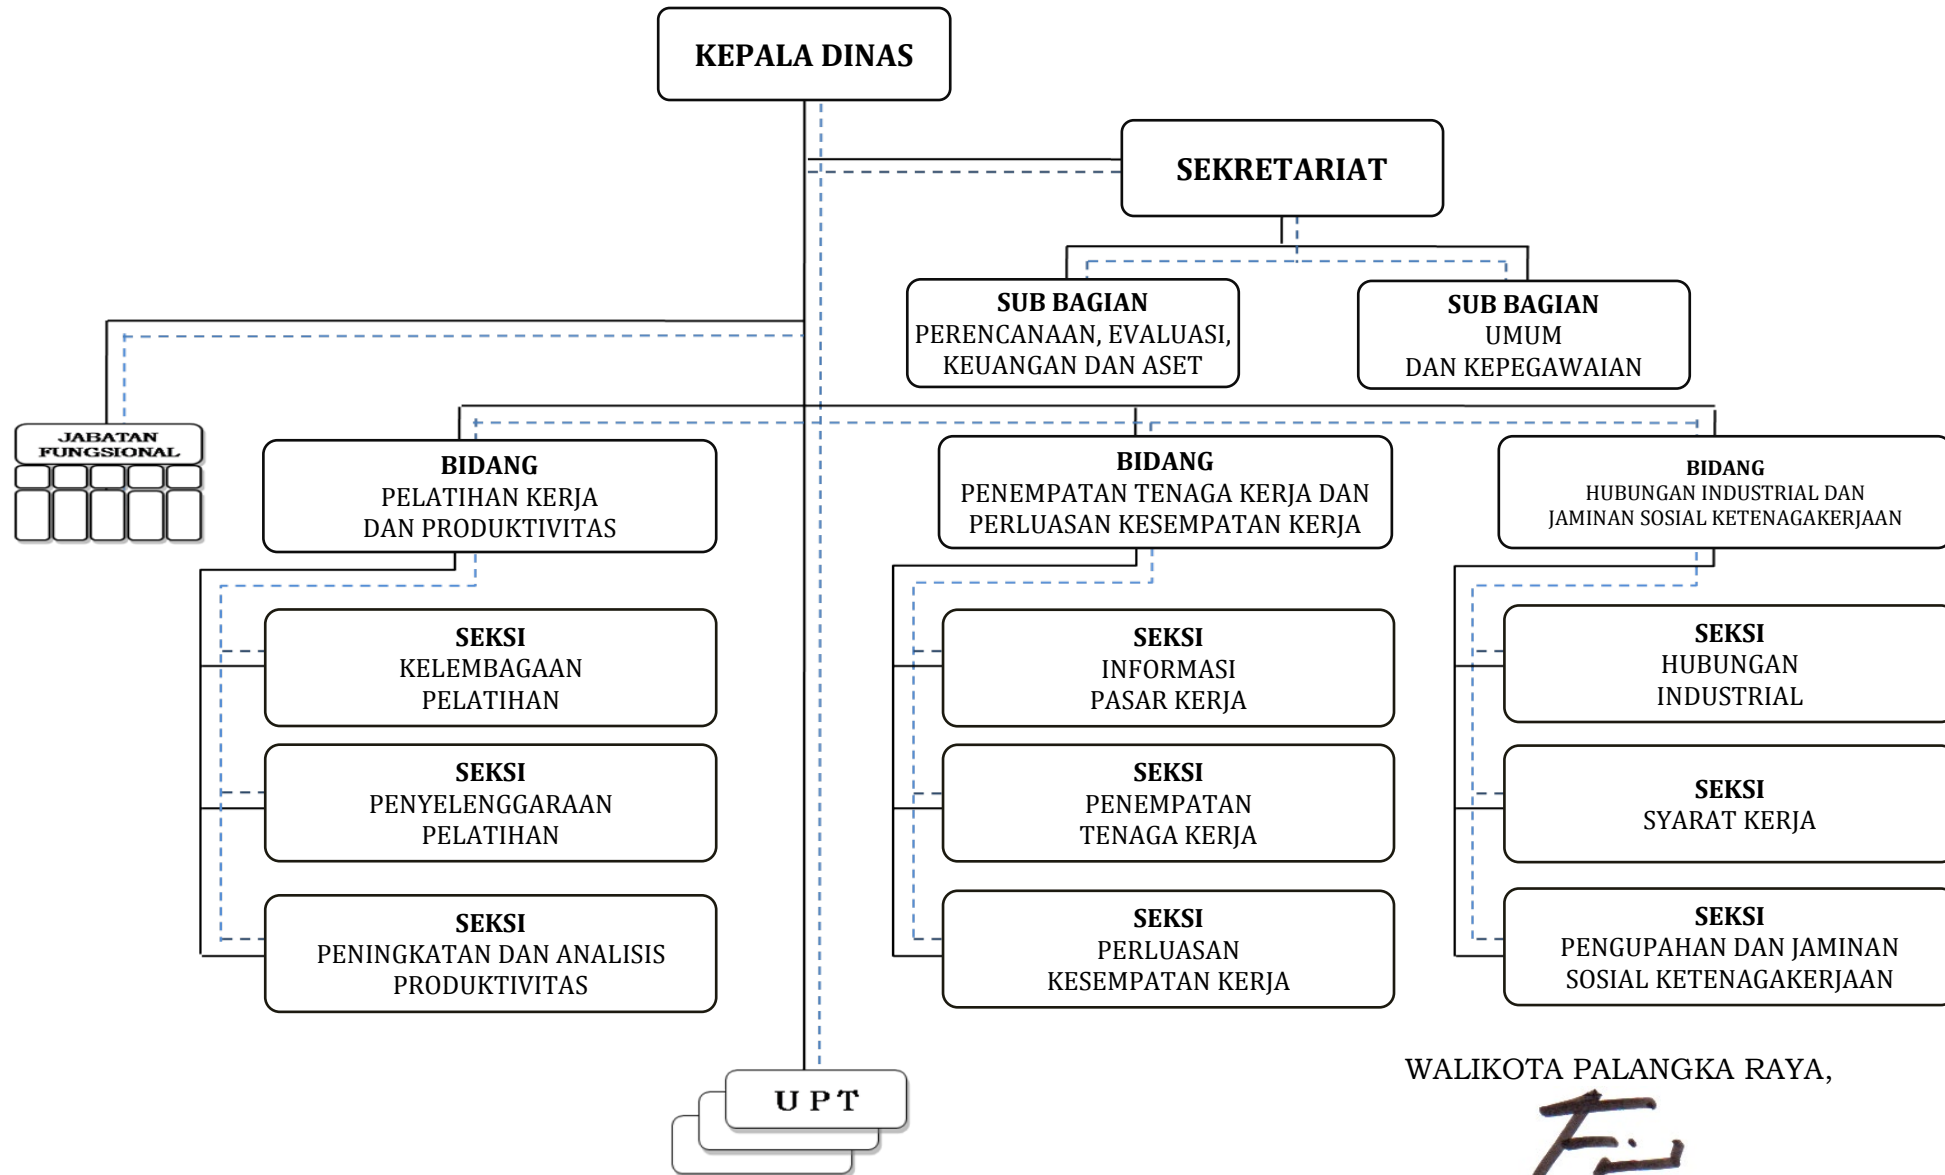 KEPALA DINAS
SEKRETARIAT
SUB BAGIAN
PERENCANAAN, EVALUASI,
KEUANGAN DAN ASET
SUB BAGIAN
UMUM
DAN KEPEGAWAIAN
JABATAN
FUNGSIONAL
BIDANG
PELATIHAN KERJA
DAN PRODUKTIVITAS
BIDANG
PENEMPATAN TENAGA KERJA DAN
PERLUASAN KESEMPATAN KERJA
BIDANG
HUBUNGAN INDUSTRIAL DAN
JAMINAN SOSIAL KETENAGAKERJAAN
SEKSI
KELEMBAGAAN
PELATIHAN
SEKSI
INFORMASI
PASAR KERJA
SEKSI
HUBUNGAN
INDUSTRIAL
SEKSI
PENYELENGGARAAN
PELATIHAN
SEKSI
PENEMPATAN
TENAGA KERJA
SEKSI
SYARAT KERJA
SEKSI
PENINGKATAN DAN ANALISIS
PRODUKTIVITAS
SEKSI
PERLUASAN
KESEMPATAN KERJA
SEKSI
PENGUPAHAN DAN JAMINAN
SOSIAL KETENAGAKERJAAN
U P T
WALIKOTA PALANGKA RAYA,